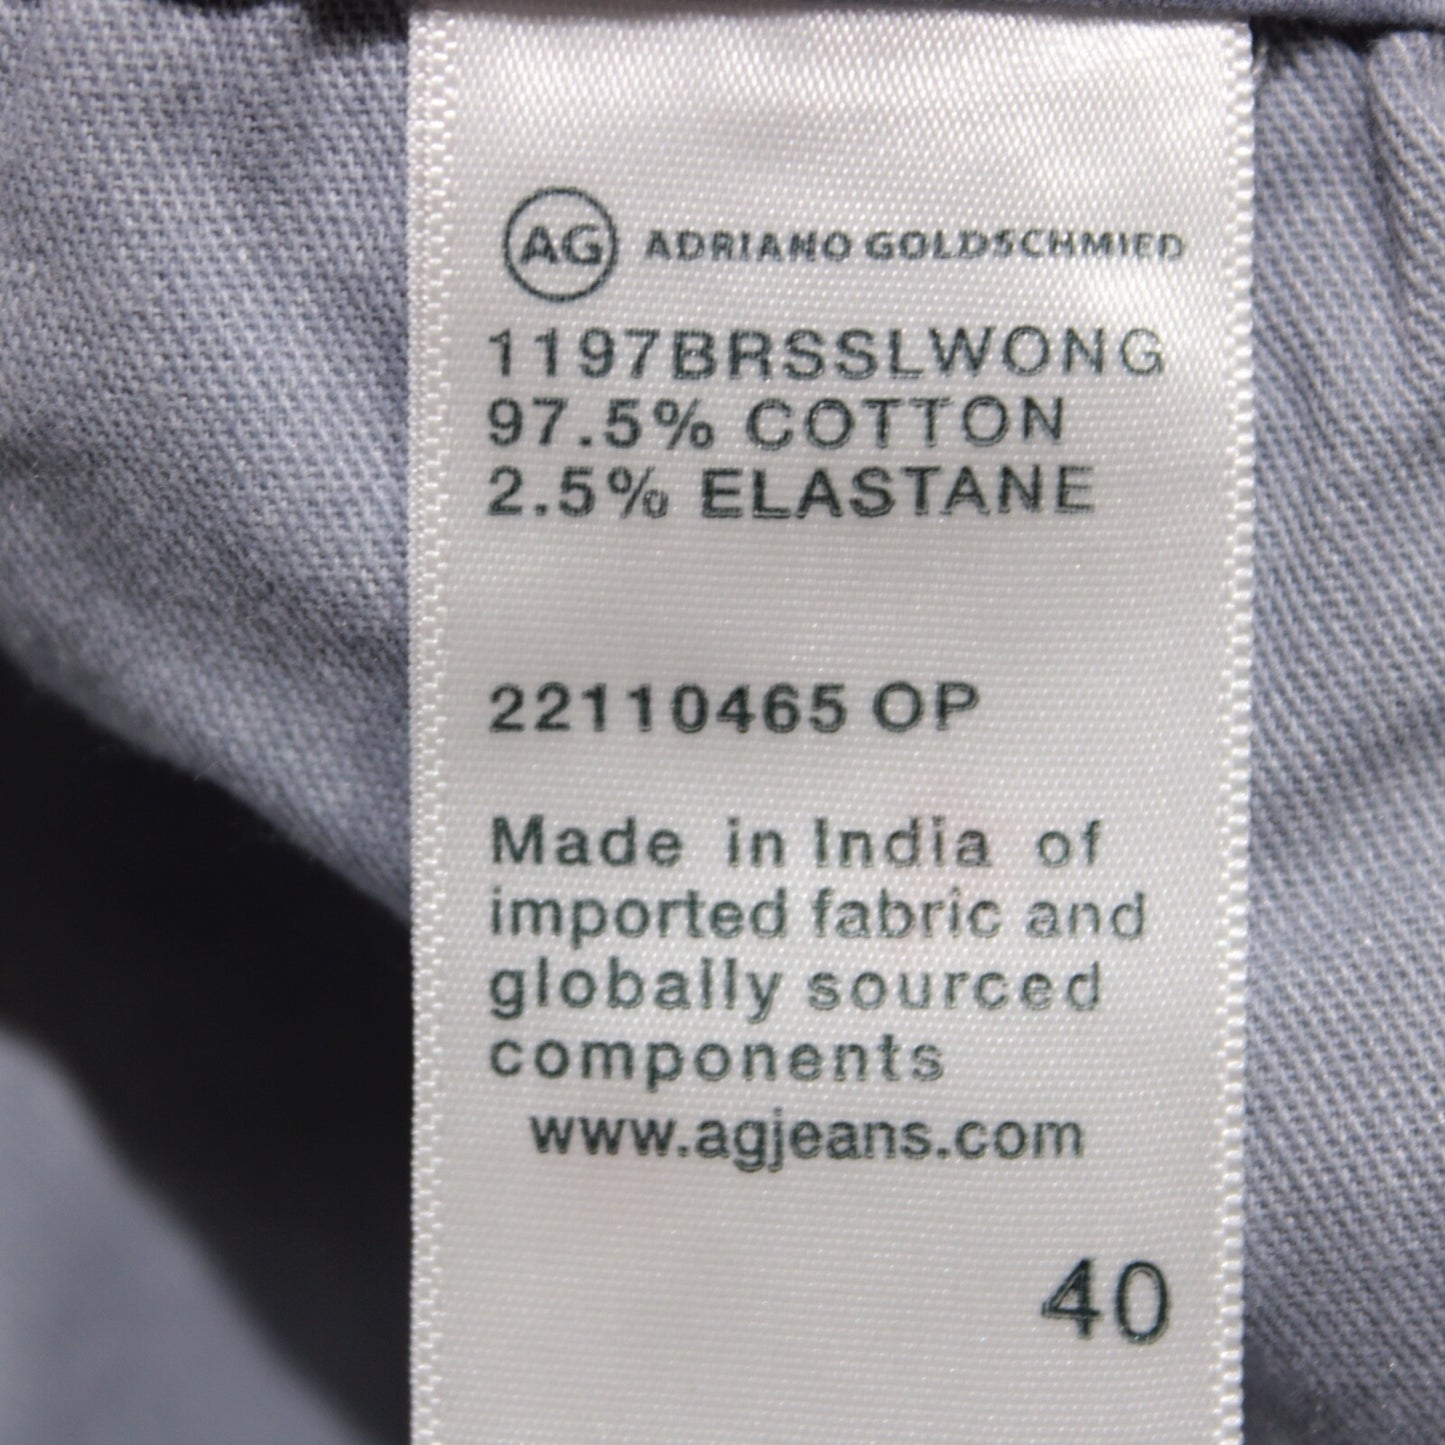 AG ADRIANO GOLDSCHMIED
1197BRSSLWONG
97.5% COTTON
2.5% ELASTANE
22110465 OP
Made in India of
imported fabric and
globally sourced
components
www.agjeans.com
40